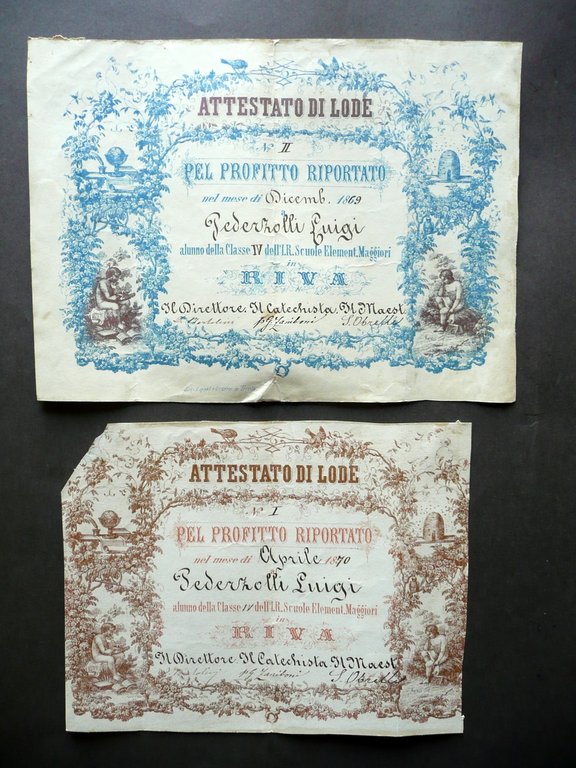 ATTESTATO DI LODE
N.º II
PEL PROFITTO RIPORTATO
nel mese di Dicemb. 1869
Pederzolli Luigi
alunno della Classe IV dell'I.R. Scuole Element. Maggiori
in
RIVA
Il Direttore. Il Catechista. Il Maest.
ATTESTATO DI LODE
N.º I
PEL PROFITTO RIPORTATO
nel mese di Aprile 1870
Pederzolli Luigi
alunno della Classe IV dell'I.R. Scuole Element. Maggiori
in
RIVA
Il Direttore Il Catechista Il Maest.